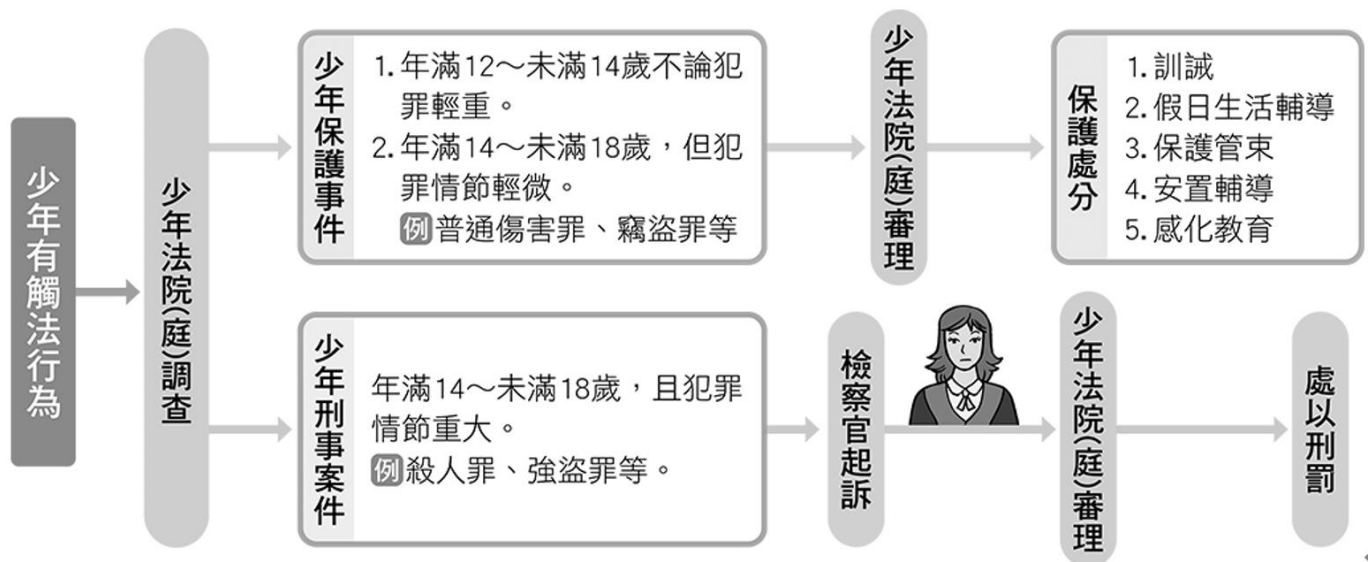 少年有觸法行為
少年法院(庭)調查
少年保護事件
1. 年滿12～未滿14歲不論犯
罪輕重。
2. 年滿14～未滿18歲，但犯
罪情節輕微。
例普通傷害罪、竊盜罪等
少年法院(庭)審理
保護處分
1. 訓誡
2. 假日生活輔導
3. 保護管束
4. 安置輔導
5. 感化教育
少年刑事案件
年滿14～未滿18歲，且犯罪
情節重大。
例殺人罪、強盜罪等。
檢察官起訴
少年法院(庭)審理
處以刑罰